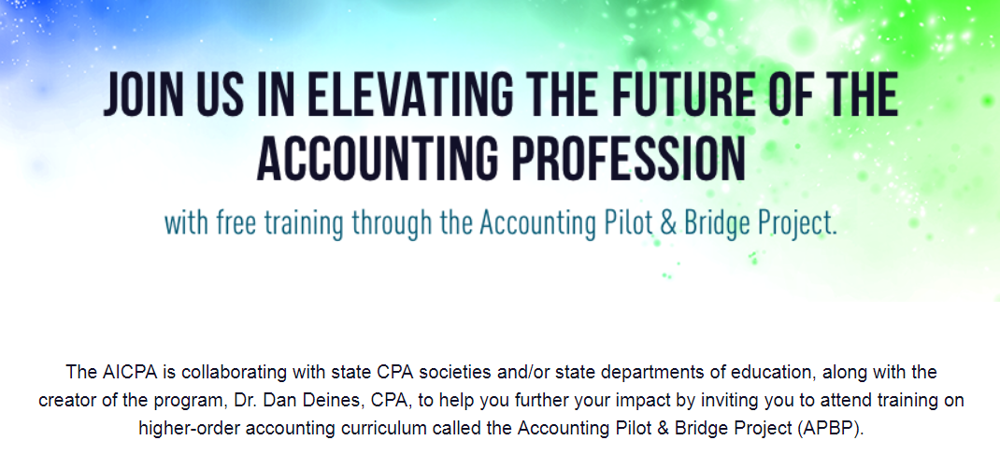 JOIN US IN ELEVATING THE FUTURE OF THE
ACCOUNTING PROFESSION
with free training through the Accounting Pilot & Bridge Project.
The AICPA is collaborating with state CPA societies and/or state departments of education, along with the
creator of the program, Dr. Dan Deines, CPA, to help you further your impact by inviting you to attend training on
higher-order accounting curriculum called the Accounting Pilot & Bridge Project (APBP).